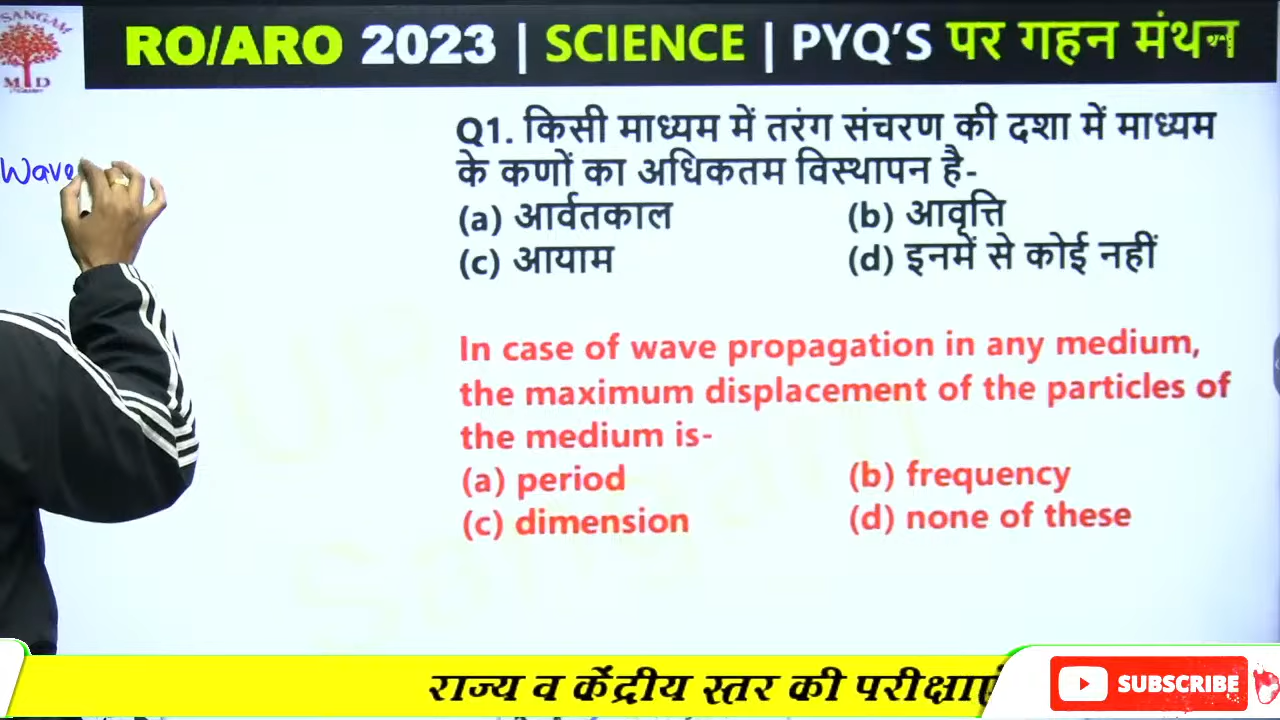 SANGAM
M D
RO/ARO 2023 | SCIENCE | PYQ'S पर गहन मंथन
Wave
Q1. किसी माध्यम में तरंग संचरण की दशा में माध्यम
के कणों का अधिकतम विस्थापन है-
(a) आर्वतकाल (b) आवृत्ति
(c) आयाम (d) इनमें से कोई नहीं
In case of wave propagation in any medium,
the maximum displacement of the particles of
the medium is-
(a) period (b) frequency
(c) dimension (d) none of these
राज्य व केंद्रीय स्तर की परीक्षाएं
SUBSCRIBE